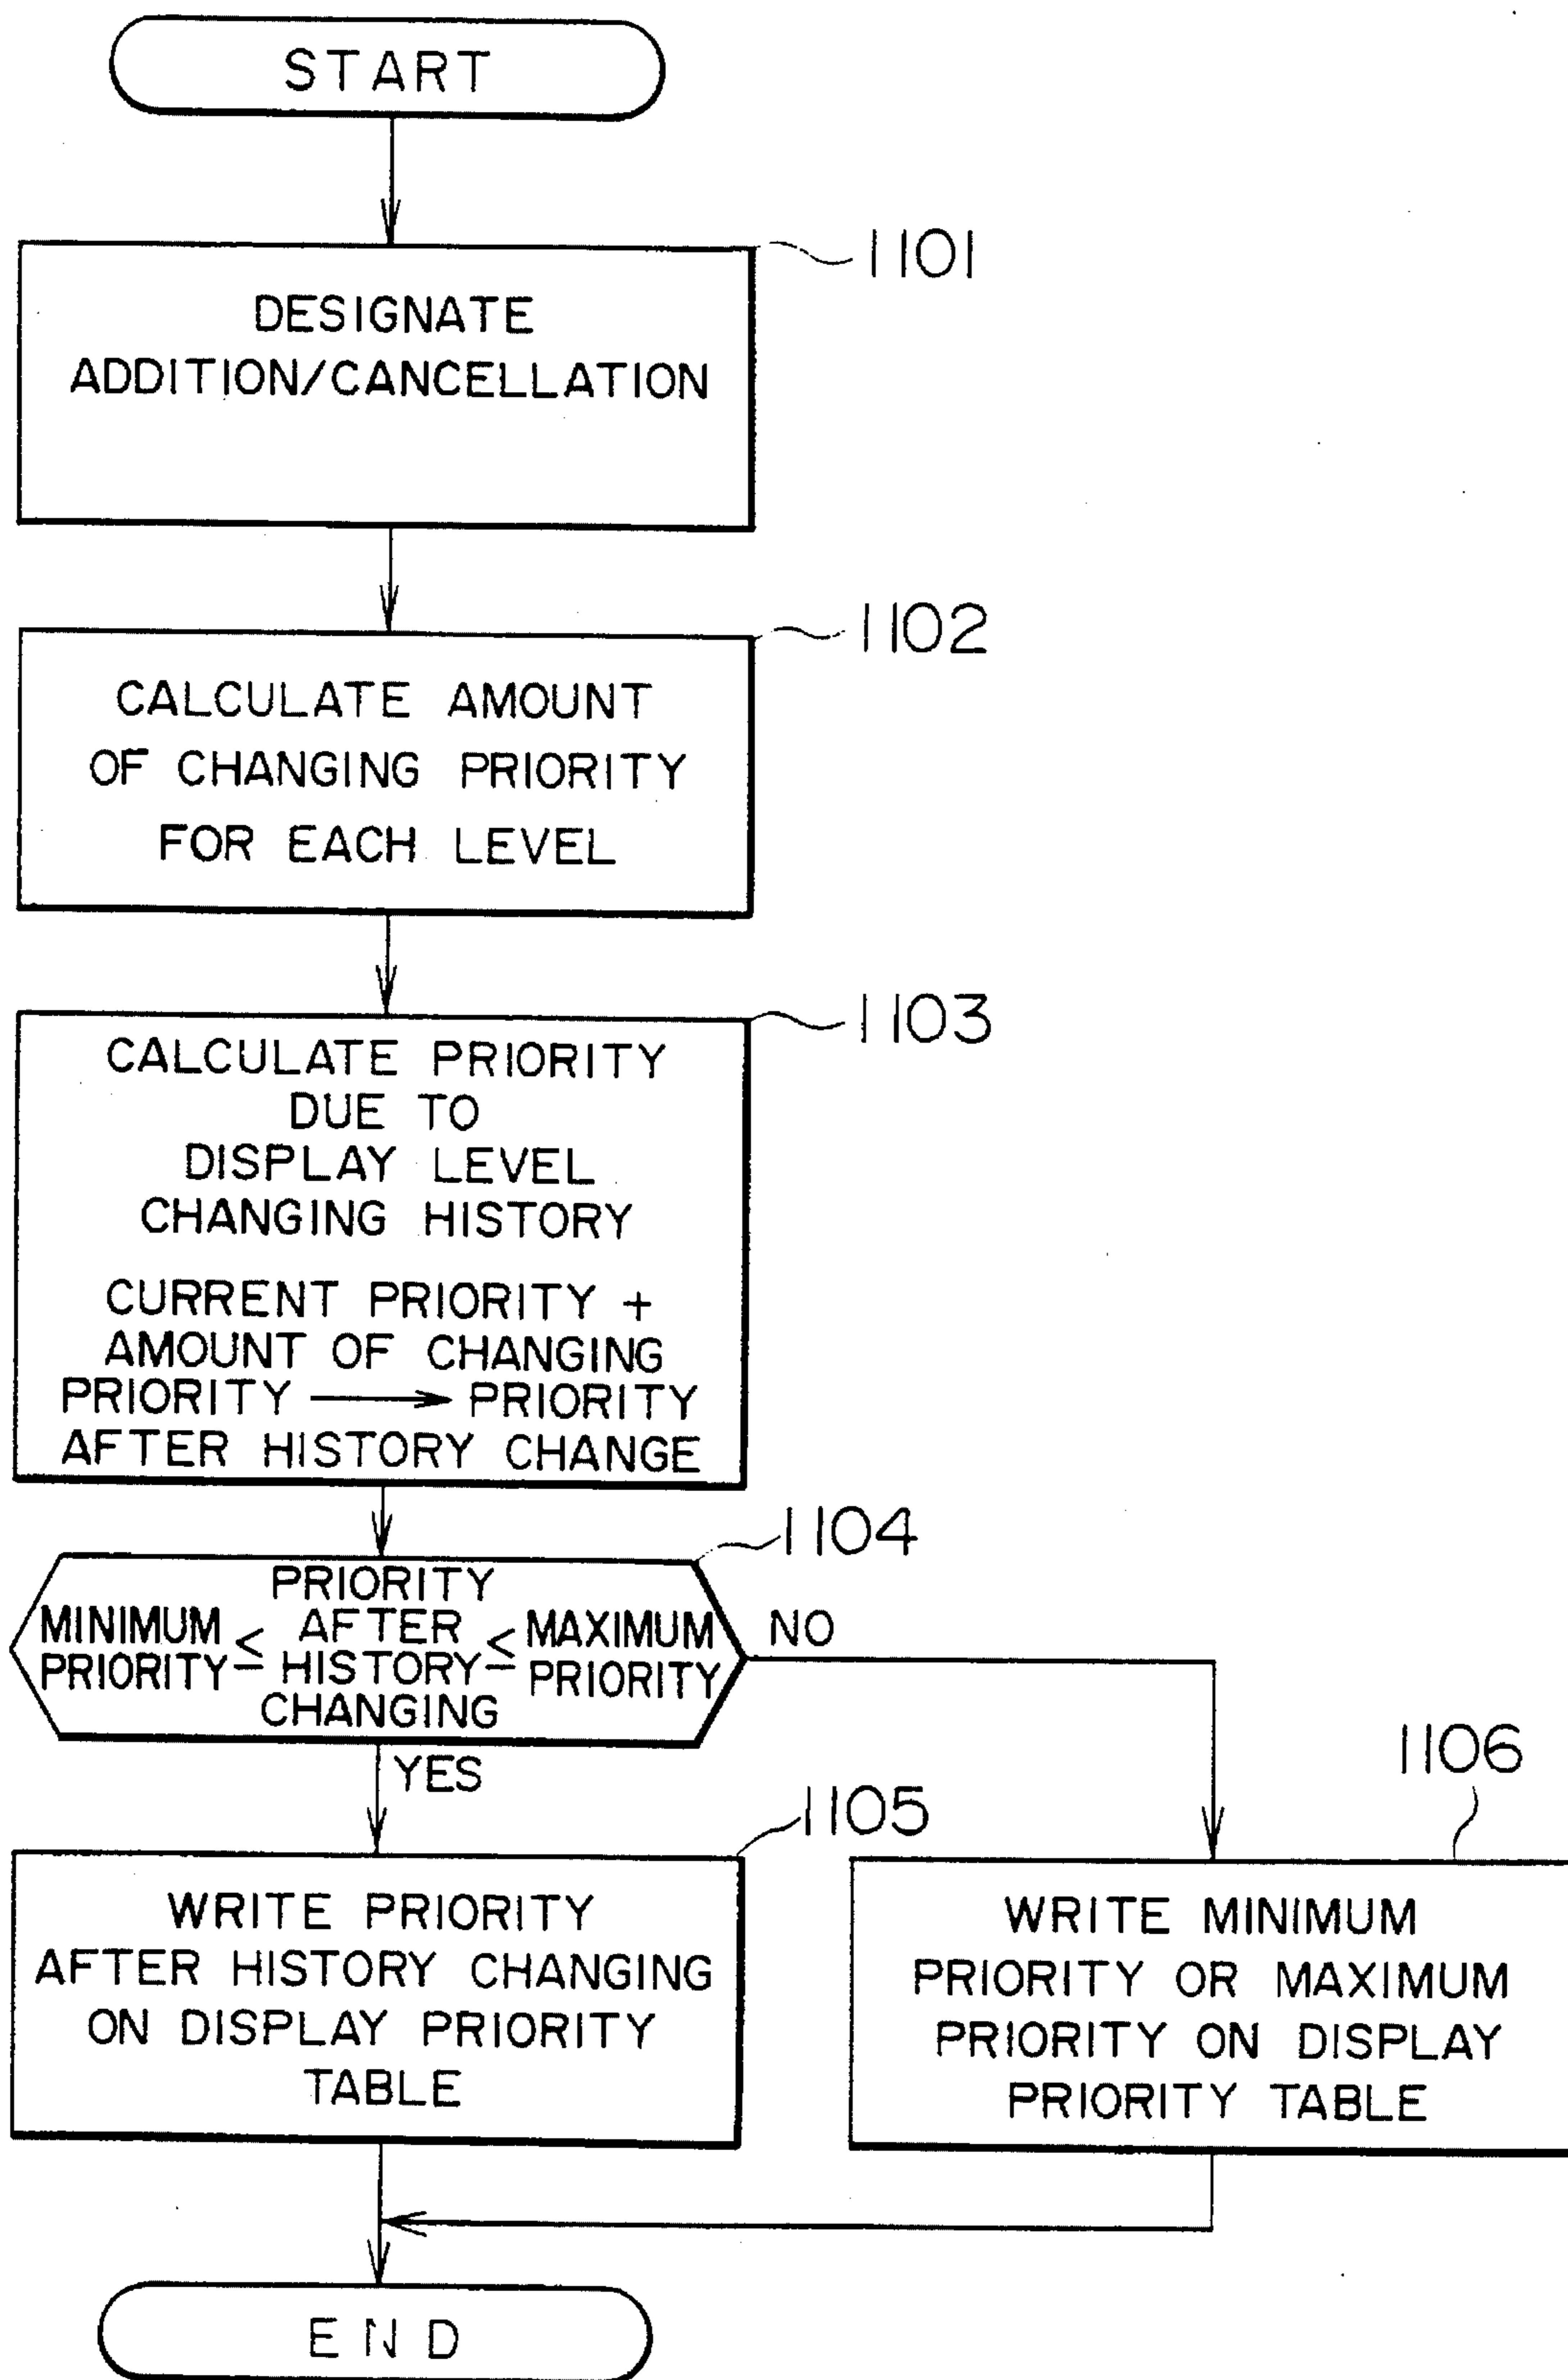 START
1101
DESIGNATE
ADDITION/CANCELLATION
1102
CALCULATE AMOUNT
OF CHANGING PRIORITY
FOR EACH LEVEL
1103
CALCULATE PRIORITY
DUE TO
DISPLAY LEVEL
CHANGING HISTORY
CURRENT PRIORITY +
AMOUNT OF CHANGING
PRIORITY → PRIORITY
AFTER HISTORY CHANGE
1104
MINIMUM
PRIORITY
≤
PRIORITY
AFTER
HISTORY
CHANGING
≤
MAXIMUM
PRIORITY
NO
YES
1105
WRITE PRIORITY
AFTER HISTORY CHANGING
ON DISPLAY PRIORITY
TABLE
1106
WRITE MINIMUM
PRIORITY OR MAXIMUM
PRIORITY ON DISPLAY
PRIORITY TABLE
END